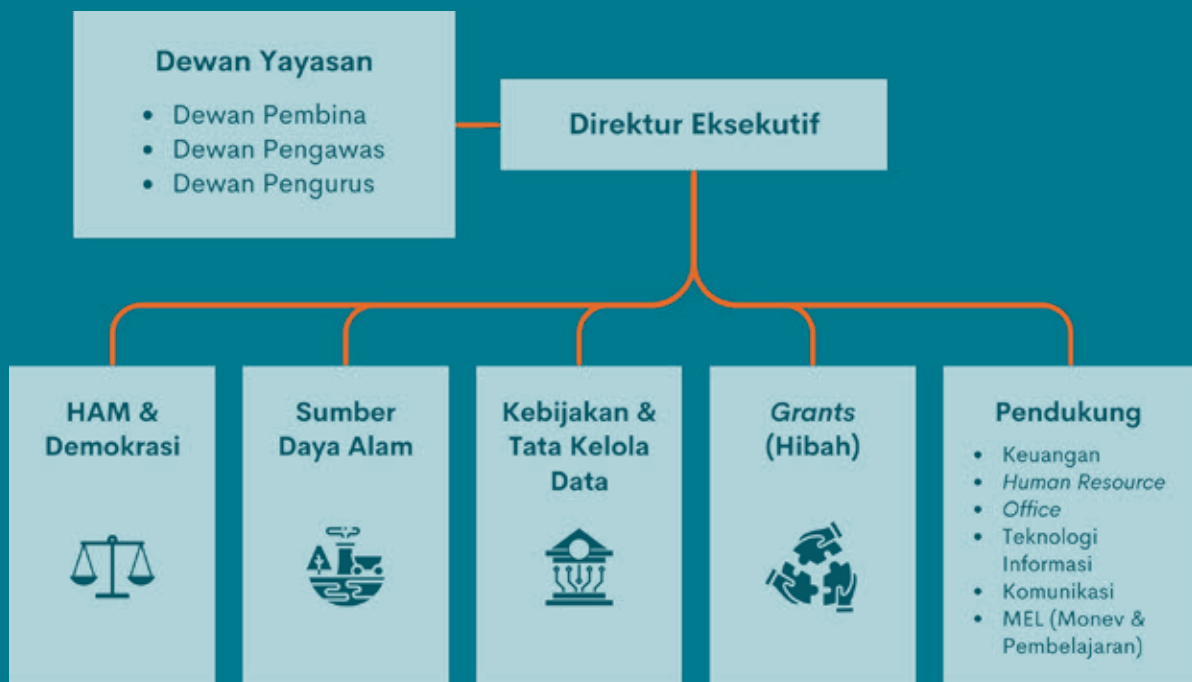 Dewan Yayasan
• Dewan Pembina
• Dewan Pengawas
• Dewan Pengurus
Direktur Eksekutif
HAM &
Demokrasi
Sumber
Daya Alam
Kebijakan &
Tata Kelola
Data
Grants
(Hibah)
Pendukung
• Keuangan
• Human Resource
• Office
• Teknologi
Informasi
• Komunikasi
• MEL (Monev &
Pembelajaran)